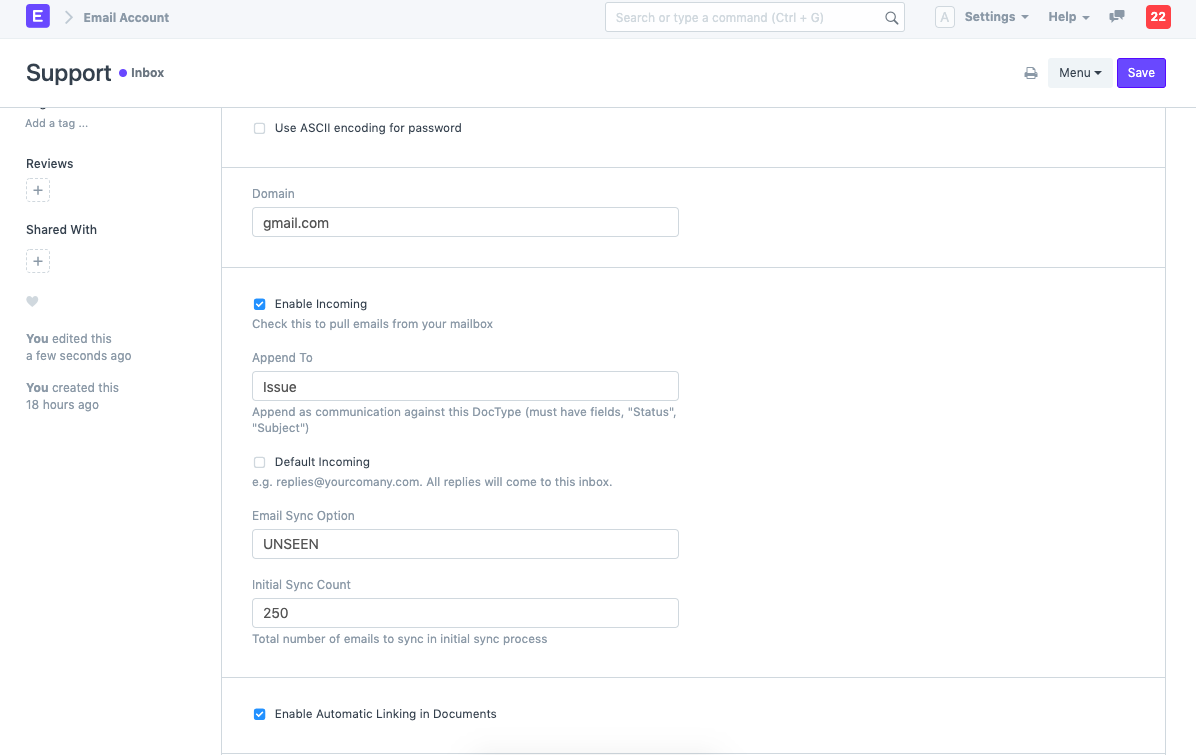 E
Email Account
Search or type a command (Ctrl + G)
A
Settings
Help
22
Support
Inbox
Menu
Save
Add a tag ...
Reviews
Shared With
You edited this
a few seconds ago
You created this
18 hours ago
Use ASCII encoding for password
Domain
gmail.com
Enable Incoming
Check this to pull emails from your mailbox
Append To
Issue
Append as communication against this DocType (must have fields, "Status",
"Subject")
Default Incoming
e.g. replies@yourcomany.com. All replies will come to this inbox.
Email Sync Option
UNSEEN
Initial Sync Count
250
Total number of emails to sync in initial sync process
Enable Automatic Linking in Documents